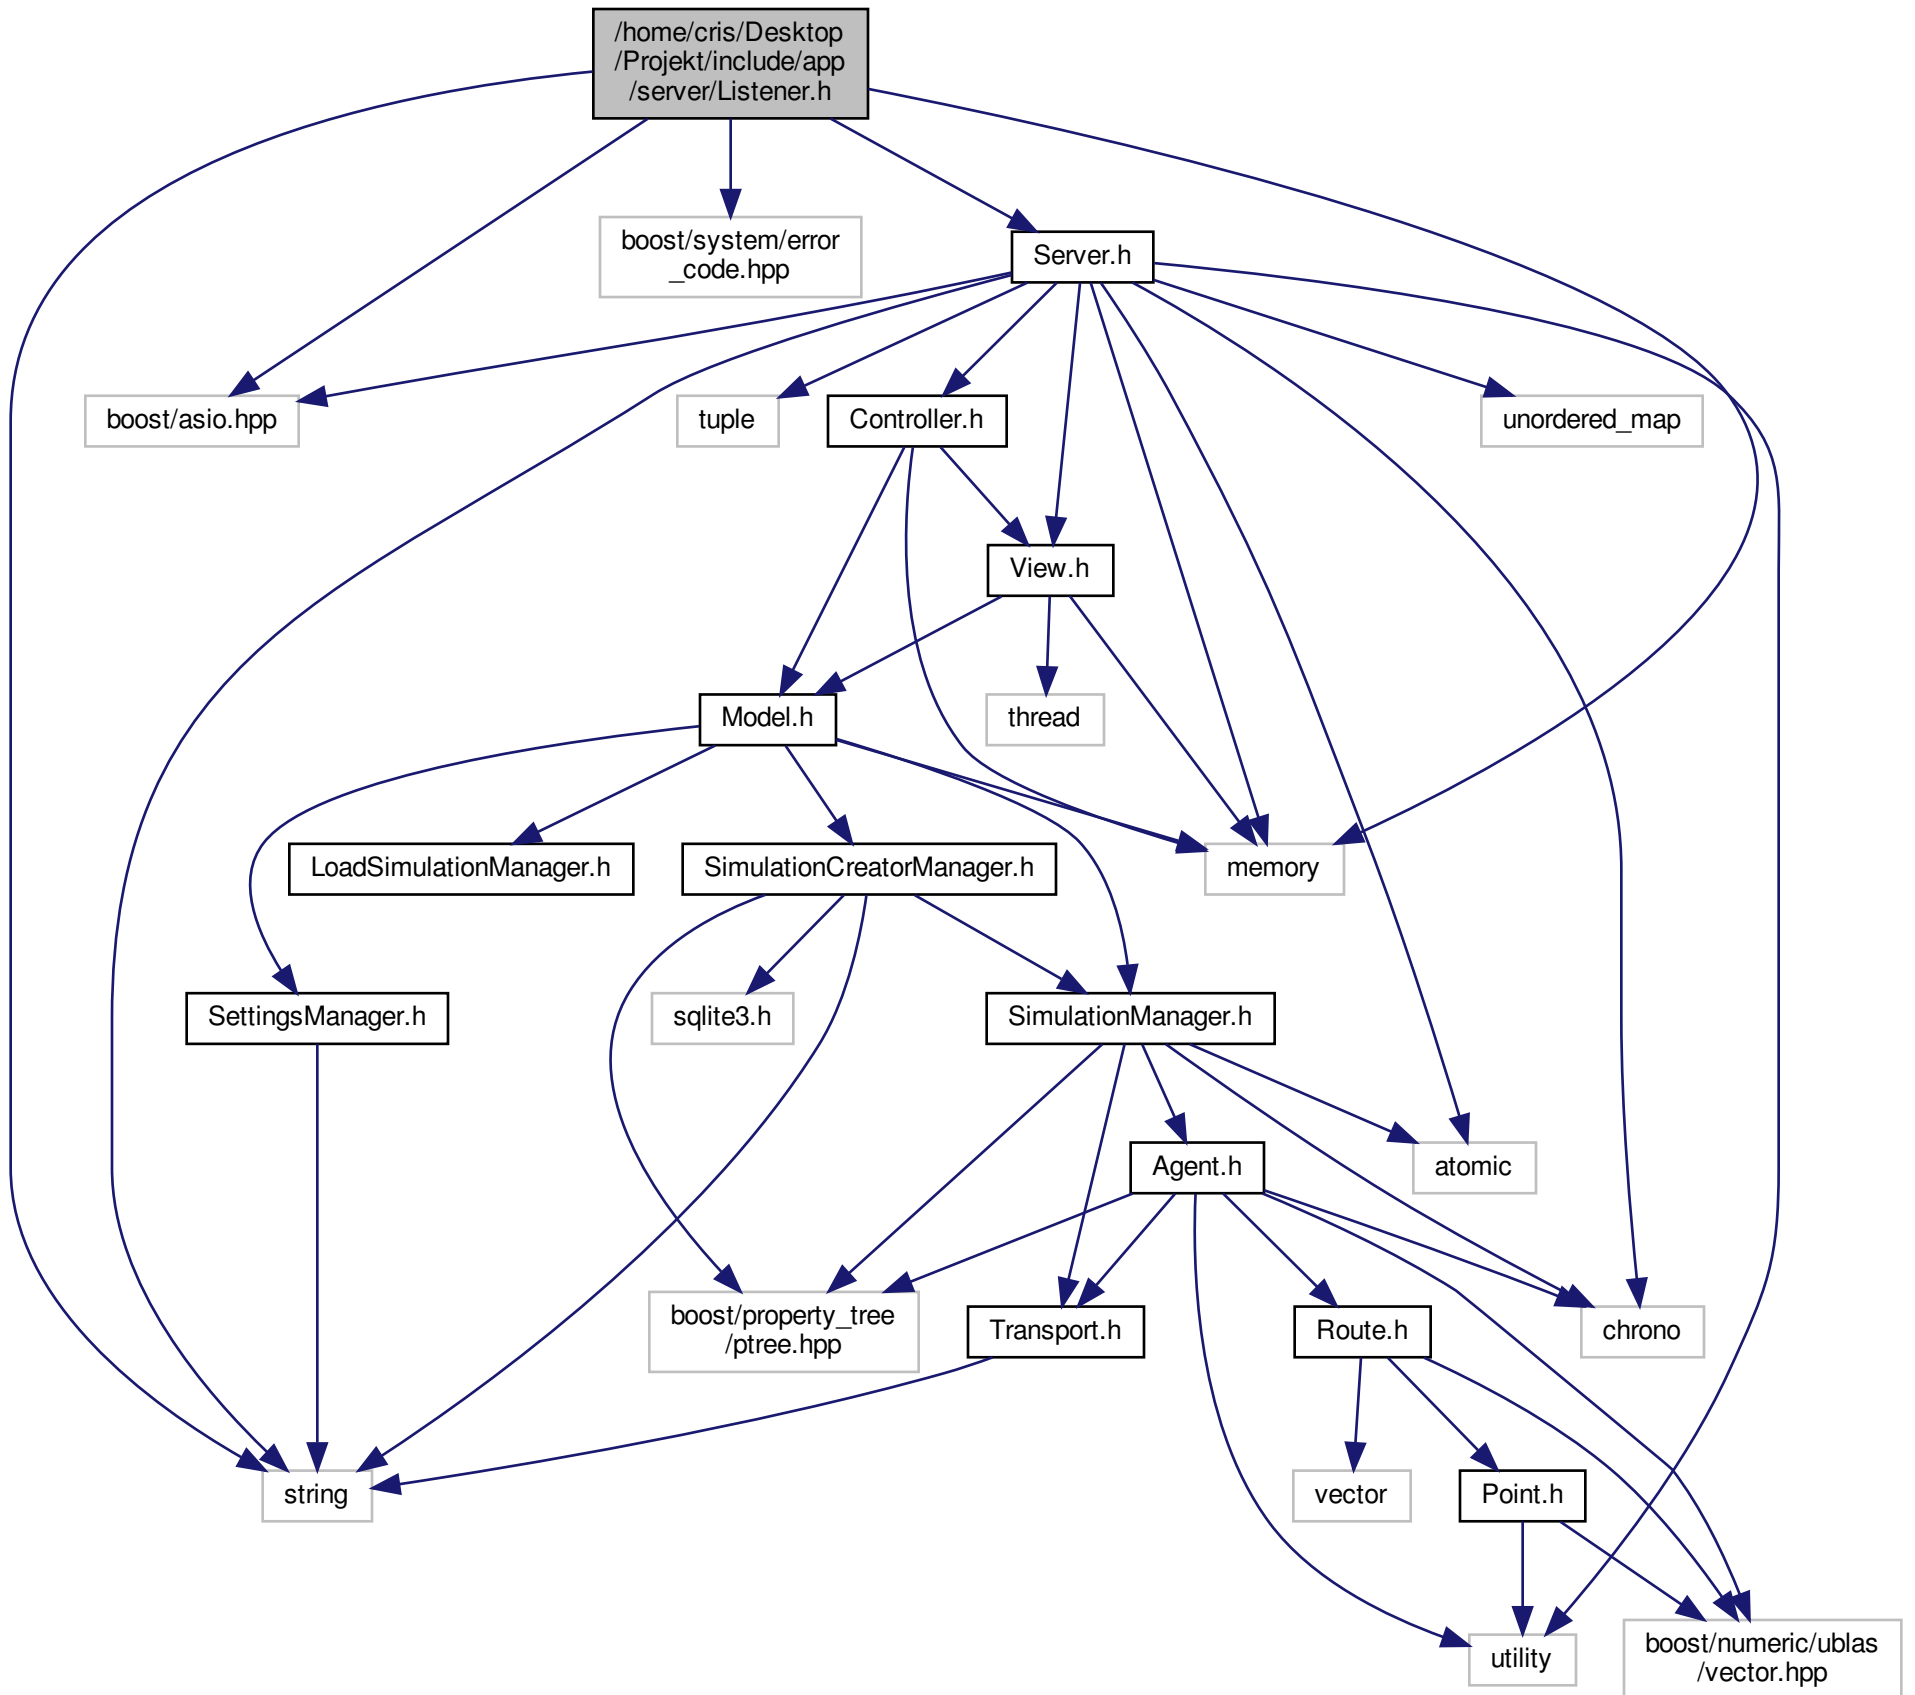 /home/cris/Desktop
/Projekt/include/app
/server/Listener.h
boost/system/error
_code.hpp
Server.h
boost/asio.hpp
tuple
Controller.h
unordered_map
View.h
Model.h
thread
LoadSimulationManager.h
SimulationCreatorManager.h
memory
SettingsManager.h
sqlite3.h
SimulationManager.h
Agent.h
atomic
boost/property_tree
/ptree.hpp
Transport.h
Route.h
chrono
string
vector
Point.h
utility
boost/numeric/ublas
/vector.hpp